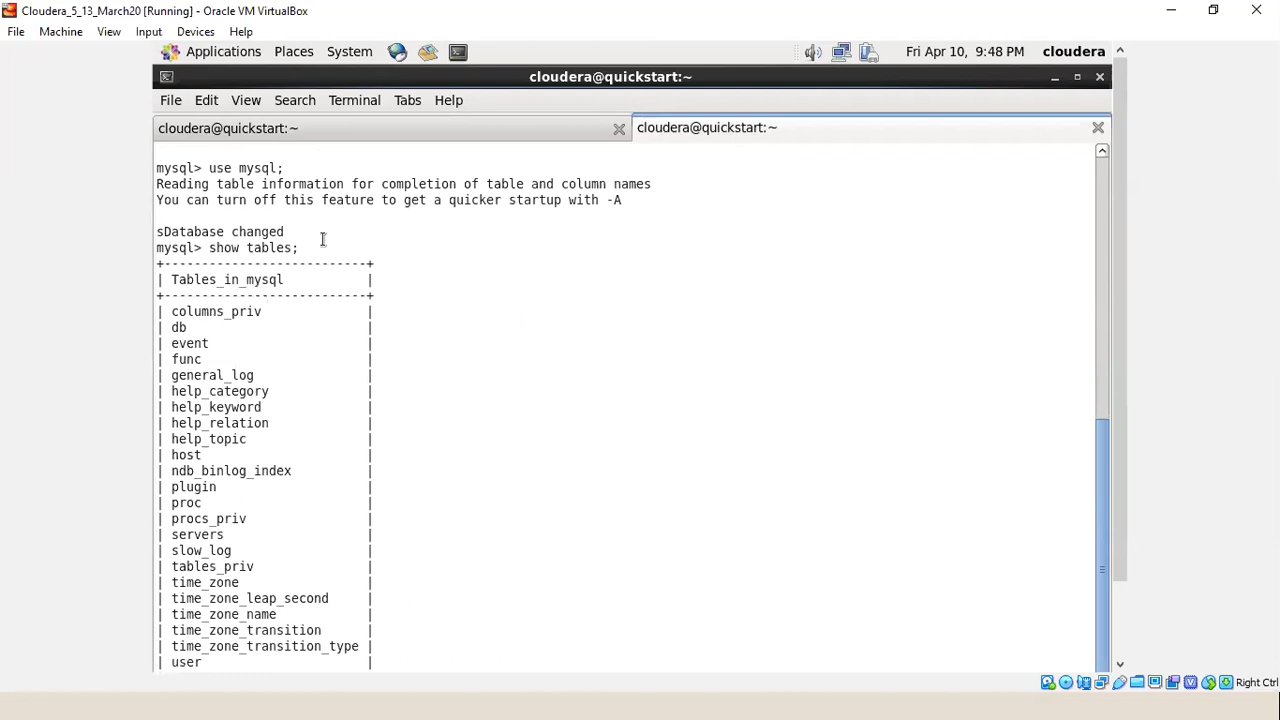 Cloudera_5_13_March20 [Running] - Oracle VM VirtualBox
File Machine View Input Devices Help
Applications Places System Fri Apr 10, 9:48 PM cloudera
cloudera@quickstart:~
File Edit View Search Terminal Tabs Help
cloudera@quickstart:~ cloudera@quickstart:~
mysql> use mysql;
Reading table information for completion of table and column names
You can turn off this feature to get a quicker startup with -A
sDatabase changed
mysql> show tables;
+---------------------------+
| Tables_in_mysql |
+---------------------------+
| columns_priv |
| db |
| event |
| func |
| general_log |
| help_category |
| help_keyword |
| help_relation |
| help_topic |
| host |
| ndb_binlog_index |
| plugin |
| proc |
| procs_priv |
| servers |
| slow_log |
| tables_priv |
| time_zone |
| time_zone_leap_second |
| time_zone_name |
| time_zone_transition |
| time_zone_transition_type |
| user |
Right Ctrl